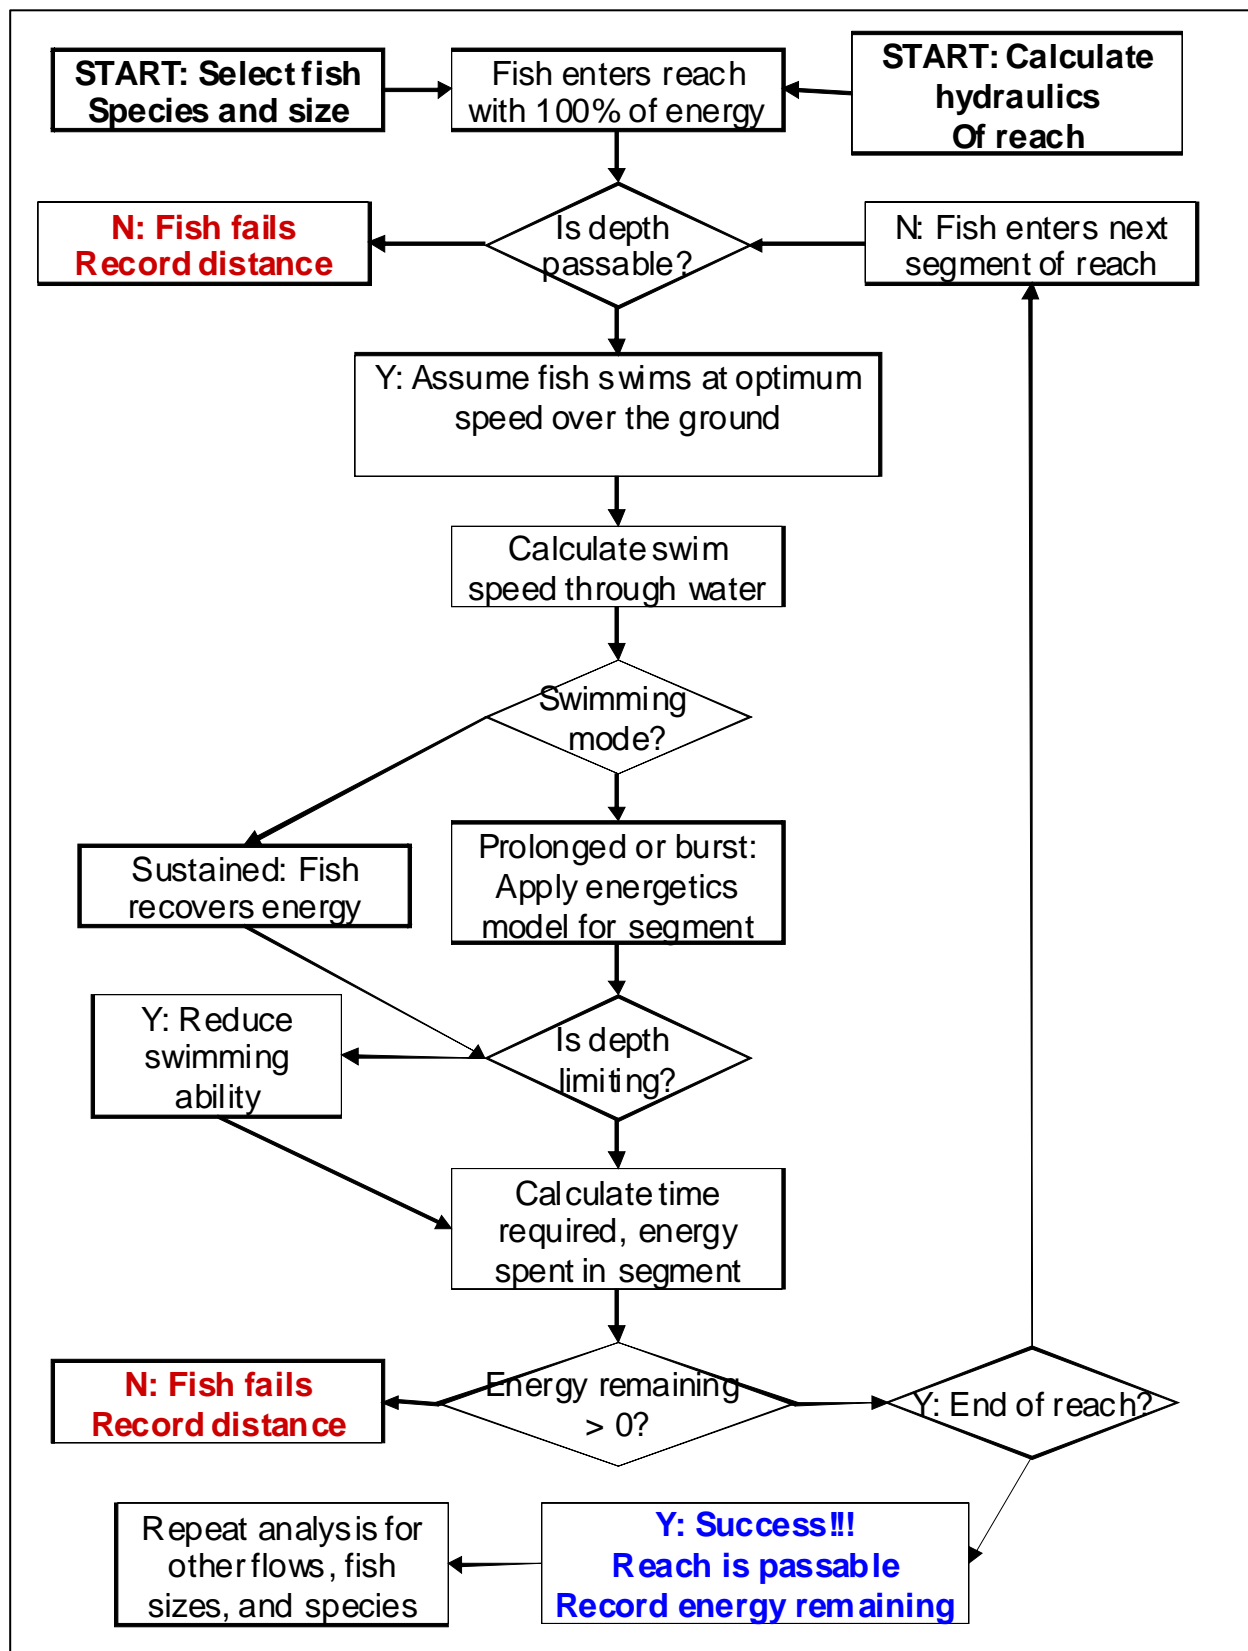 START: Select fish
Species and size
Fish enters reach
with 100% of energy
START: Calculate
hydraulics
Of reach
N: Fish fails
Record distance
Is depth
passable?
N: Fish enters next
segment of reach
Y: Assume fish swims at optimum
speed over the ground
Calculate swim
speed through water
Swimming
mode?
Sustained: Fish
recovers energy
Prolonged or burst:
Apply energetics
model for segment
Y: Reduce
swimming
ability
Is depth
limiting?
Calculate time
required, energy
spent in segment
N: Fish fails
Record distance
Energy remaining
> 0?
Y: End of reach?
Repeat analysis for
other flows, fish
sizes, and species
Y: Success!!!
Reach is passable
Record energy remaining